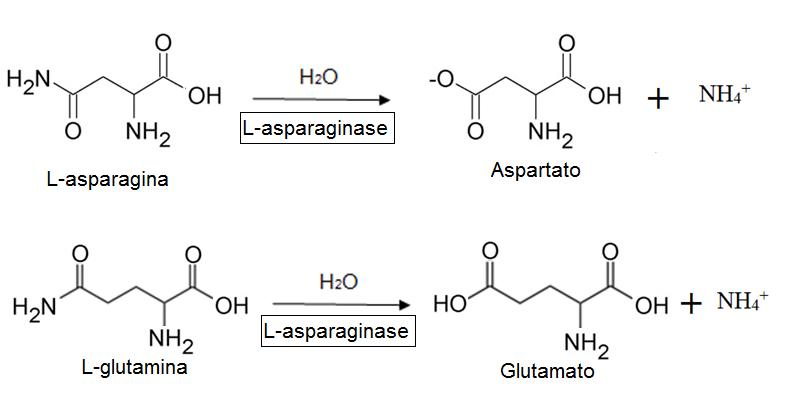 O O O
H₂N OH H₂O -O OH + NH₄⁺
O NH₂ L-asparaginase O NH₂
L-asparagina Aspartato
O O O O
H₂N OH H₂O HO OH + NH₄⁺
NH₂ L-asparaginase NH₂
L-glutamina Glutamato